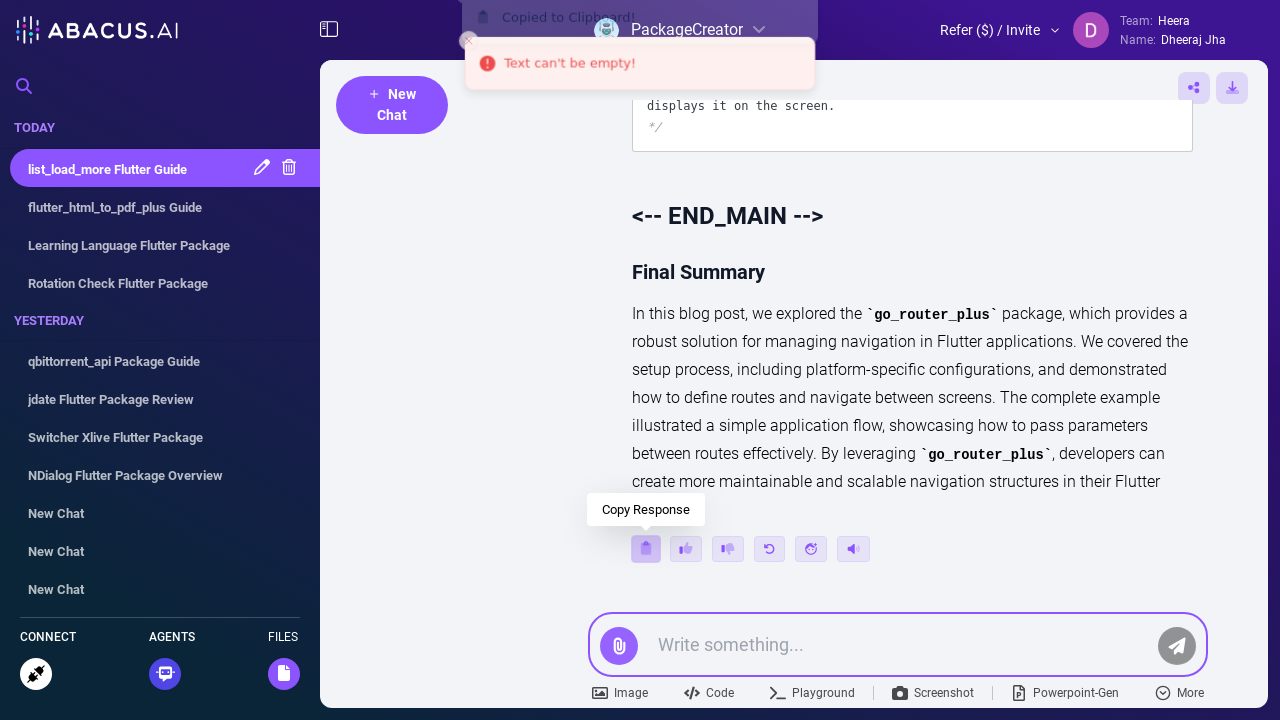 ABACUS.AI
Copied to Clipboard!
PackageCreator
Refer ($) / Invite
D
Team: Heera
Name: Dheeraj Jha
Text can't be empty!
+ New
Chat
TODAY
list_load_more Flutter Guide
flutter_html_to_pdf_plus Guide
Learning Language Flutter Package
Rotation Check Flutter Package
YESTERDAY
qbittorrent_api Package Guide
jdate Flutter Package Review
Switcher Xlive Flutter Package
NDialog Flutter Package Overview
New Chat
New Chat
New Chat
CONNECT
AGENTS
FILES
displays it on the screen.
*/
<-- END_MAIN -->
Final Summary
In this blog post, we explored the `go_router_plus` package, which provides a
robust solution for managing navigation in Flutter applications. We covered the
setup process, including platform-specific configurations, and demonstrated
how to define routes and navigate between screens. The complete example
illustrated a simple application flow, showcasing how to pass parameters
between routes effectively. By leveraging `go_router_plus`, developers can
create more maintainable and scalable navigation structures in their Flutter
Copy Response
Write something...
Image
Code
Playground
Screenshot
Powerpoint-Gen
More